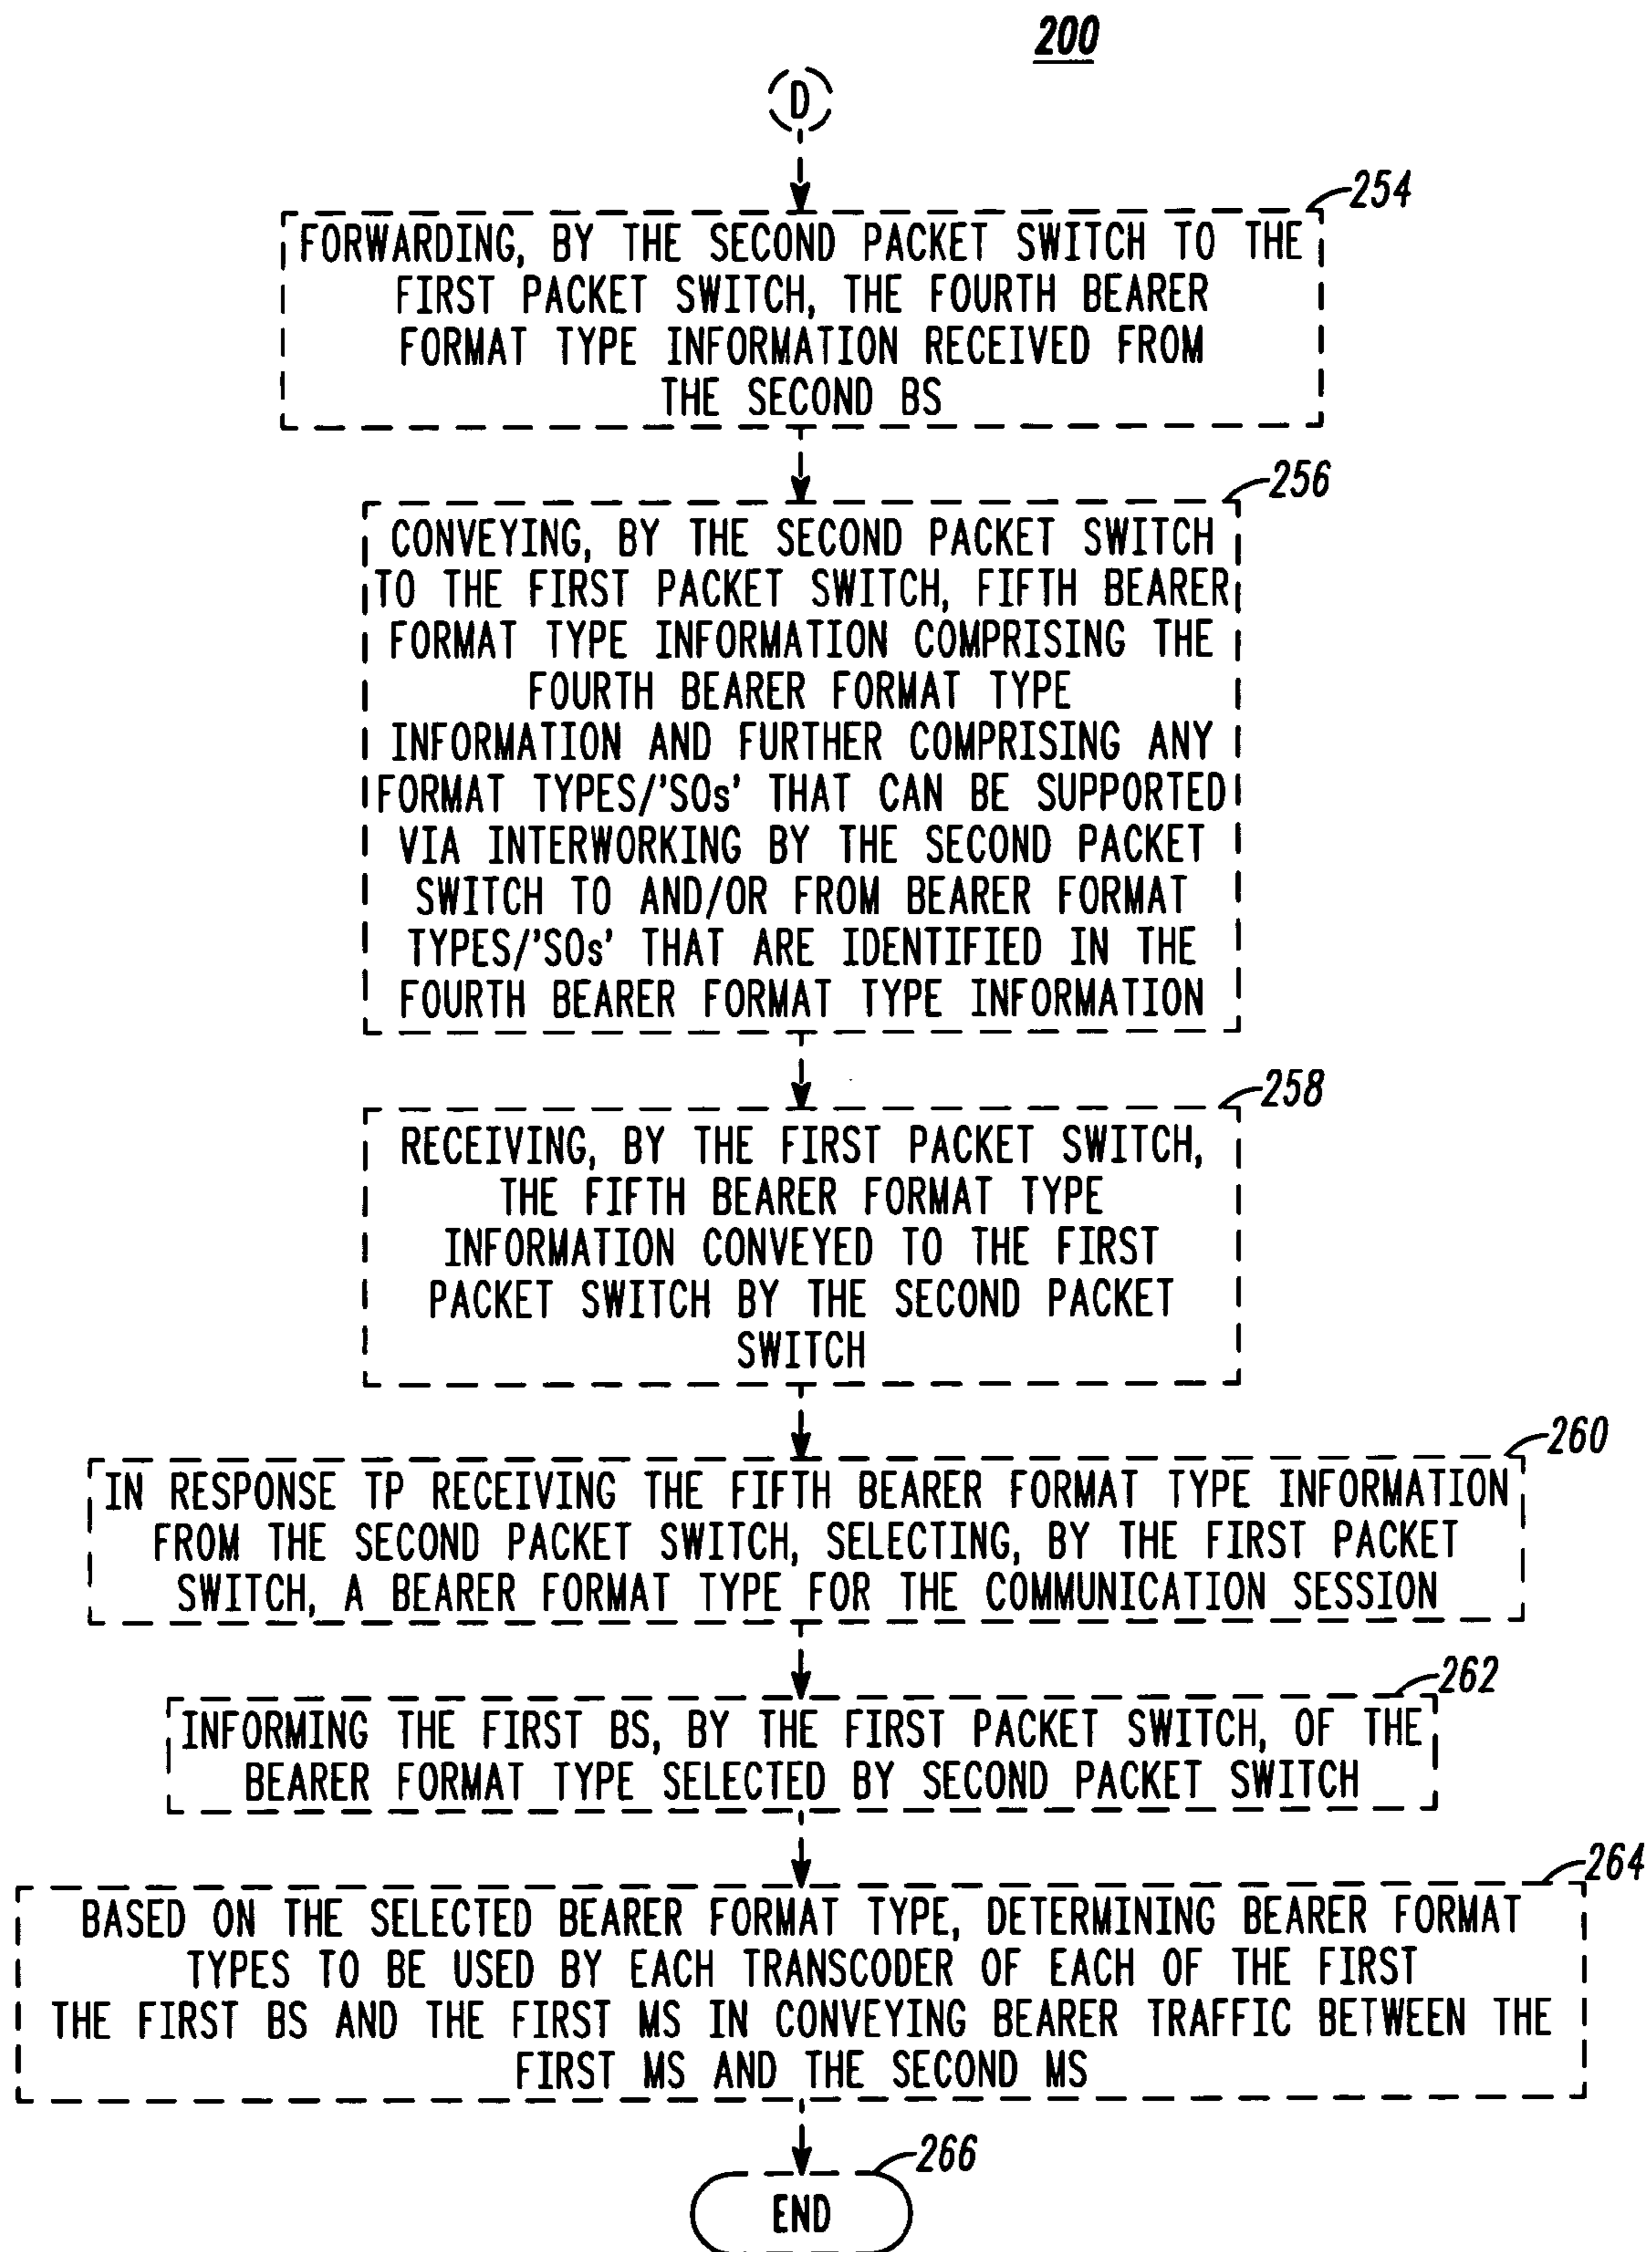 200
D
254
FORWARDING, BY THE SECOND PACKET SWITCH TO THE
FIRST PACKET SWITCH, THE FOURTH BEARER
FORMAT TYPE INFORMATION RECEIVED FROM
THE SECOND BS
256
CONVEYING, BY THE SECOND PACKET SWITCH
TO THE FIRST PACKET SWITCH, FIFTH BEARER
FORMAT TYPE INFORMATION COMPRISING THE
FOURTH BEARER FORMAT TYPE
INFORMATION AND FURTHER COMPRISING ANY
FORMAT TYPES/'SOs' THAT CAN BE SUPPORTED
VIA INTERWORKING BY THE SECOND PACKET
SWITCH TO AND/OR FROM BEARER FORMAT
TYPES/'SOs' THAT ARE IDENTIFIED IN THE
FOURTH BEARER FORMAT TYPE INFORMATION
258
RECEIVING, BY THE FIRST PACKET SWITCH,
THE FIFTH BEARER FORMAT TYPE
INFORMATION CONVEYED TO THE FIRST
PACKET SWITCH BY THE SECOND PACKET
SWITCH
260
IN RESPONSE TP RECEIVING THE FIFTH BEARER FORMAT TYPE INFORMATION
FROM THE SECOND PACKET SWITCH, SELECTING, BY THE FIRST PACKET
SWITCH, A BEARER FORMAT TYPE FOR THE COMMUNICATION SESSION
262
INFORMING THE FIRST BS, BY THE FIRST PACKET SWITCH, OF THE
BEARER FORMAT TYPE SELECTED BY SECOND PACKET SWITCH
264
BASED ON THE SELECTED BEARER FORMAT TYPE, DETERMINING BEARER FORMAT
TYPES TO BE USED BY EACH TRANSCODER OF EACH OF THE FIRST
THE FIRST BS AND THE FIRST MS IN CONVEYING BEARER TRAFFIC BETWEEN THE
FIRST MS AND THE SECOND MS
266
END